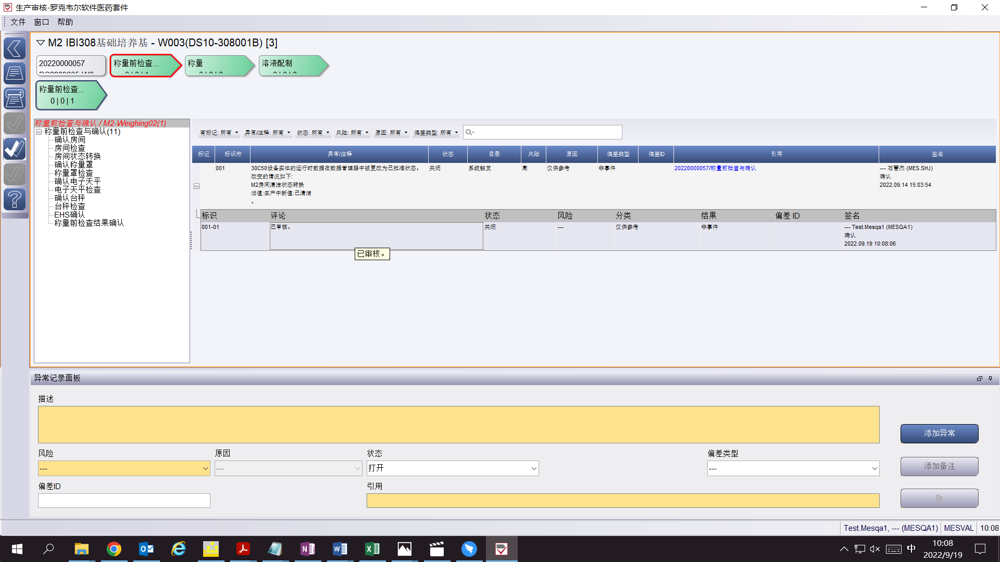 生产审核-罗克韦尔软件医药套件
文件 窗口 帮助
M2 IBI308基础培养基 - W003(DS10-308001B) [3]
20220000057
称量前检查...
称量
溶液配制
称量前检查...
0 | 0 | 1
称量前检查与确认 / M2-Weighing02(1)
称量前检查与确认(11)
确认房间
房间检查
房间状态转换
确认称量罩
称量罩检查
确认电子天平
电子天平检查
确认台秤
台秤检查
EHS确认
称量前检查结果确认
有标记: 所有 异常/注释: 所有 状态: 所有 风险: 所有 原因: 所有 偏差类型: 所有
标记 标识符 异常/注释 状态 目录 风险 原因 偏差类型 偏差ID 引用 签名
001 30C50设备实体的运行时数据在数据管理器中被更改为已批准状态。 关闭 系统触发 高 仅供参考 非事件 20220000057/称量前检查与确认 --- 石慧杰 (MES.SHJ)
改变的情况如下: 确认
M2房间清洁状态转换 2022.09.14 15:03:54
旧值:生产中新值:已清洁
。
标识 评论 状态 风险 分类 结果 偏差 ID 签名
001-01 已审核。 关闭 --- 仅供参考 非事件 --- Test.Mesqa1 (MESQA1)
确认
2022.09.19 10:08:06
已审核。
异常记录面板
描述
添加异常
风险 原因 状态 偏差类型
--- --- 打开 ---
添加备注
偏差ID 引用
Test.Mesqa1, --- (MESQA1) MESVAL 10:08
中
10:08
2022/9/19